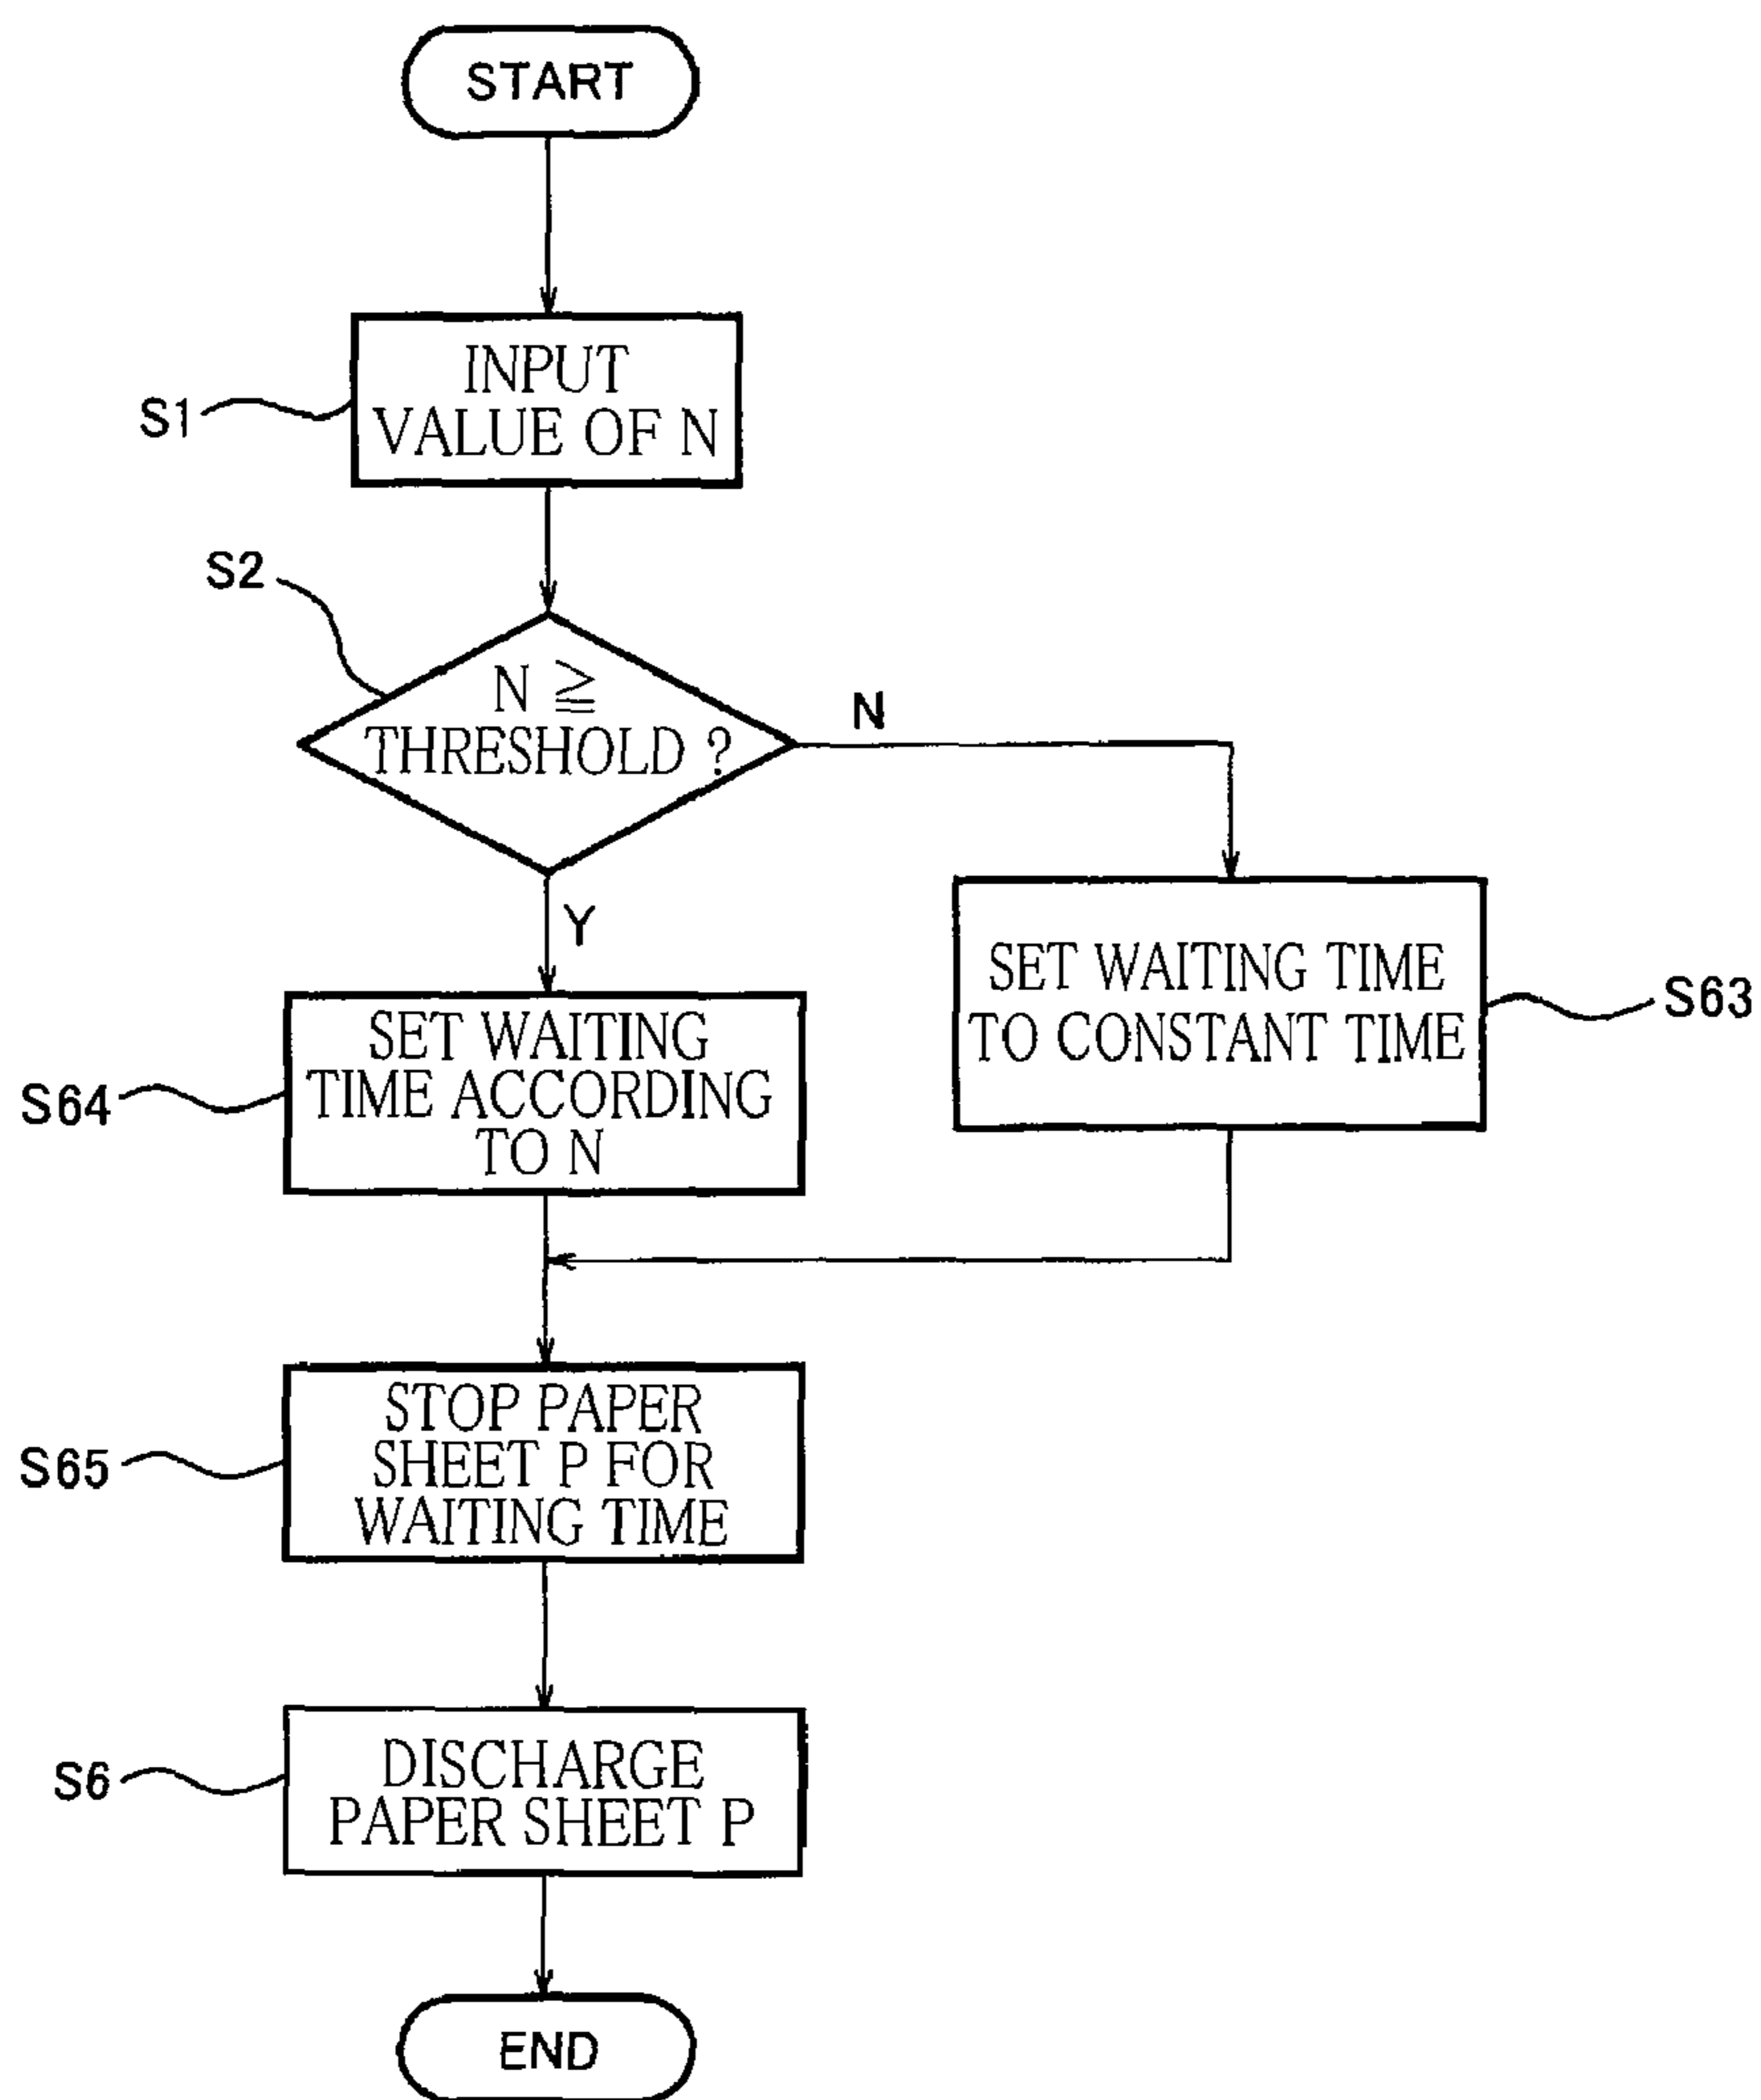 START
S1
INPUT
VALUE OF N
S2
N ≧
THRESHOLD ?
N
Y
SET WAITING TIME
TO CONSTANT TIME
S63
S64
SET WAITING
TIME ACCORDING
TO N
S65
STOP PAPER
SHEET P FOR
WAITING TIME
S6
DISCHARGE
PAPER SHEET P
END